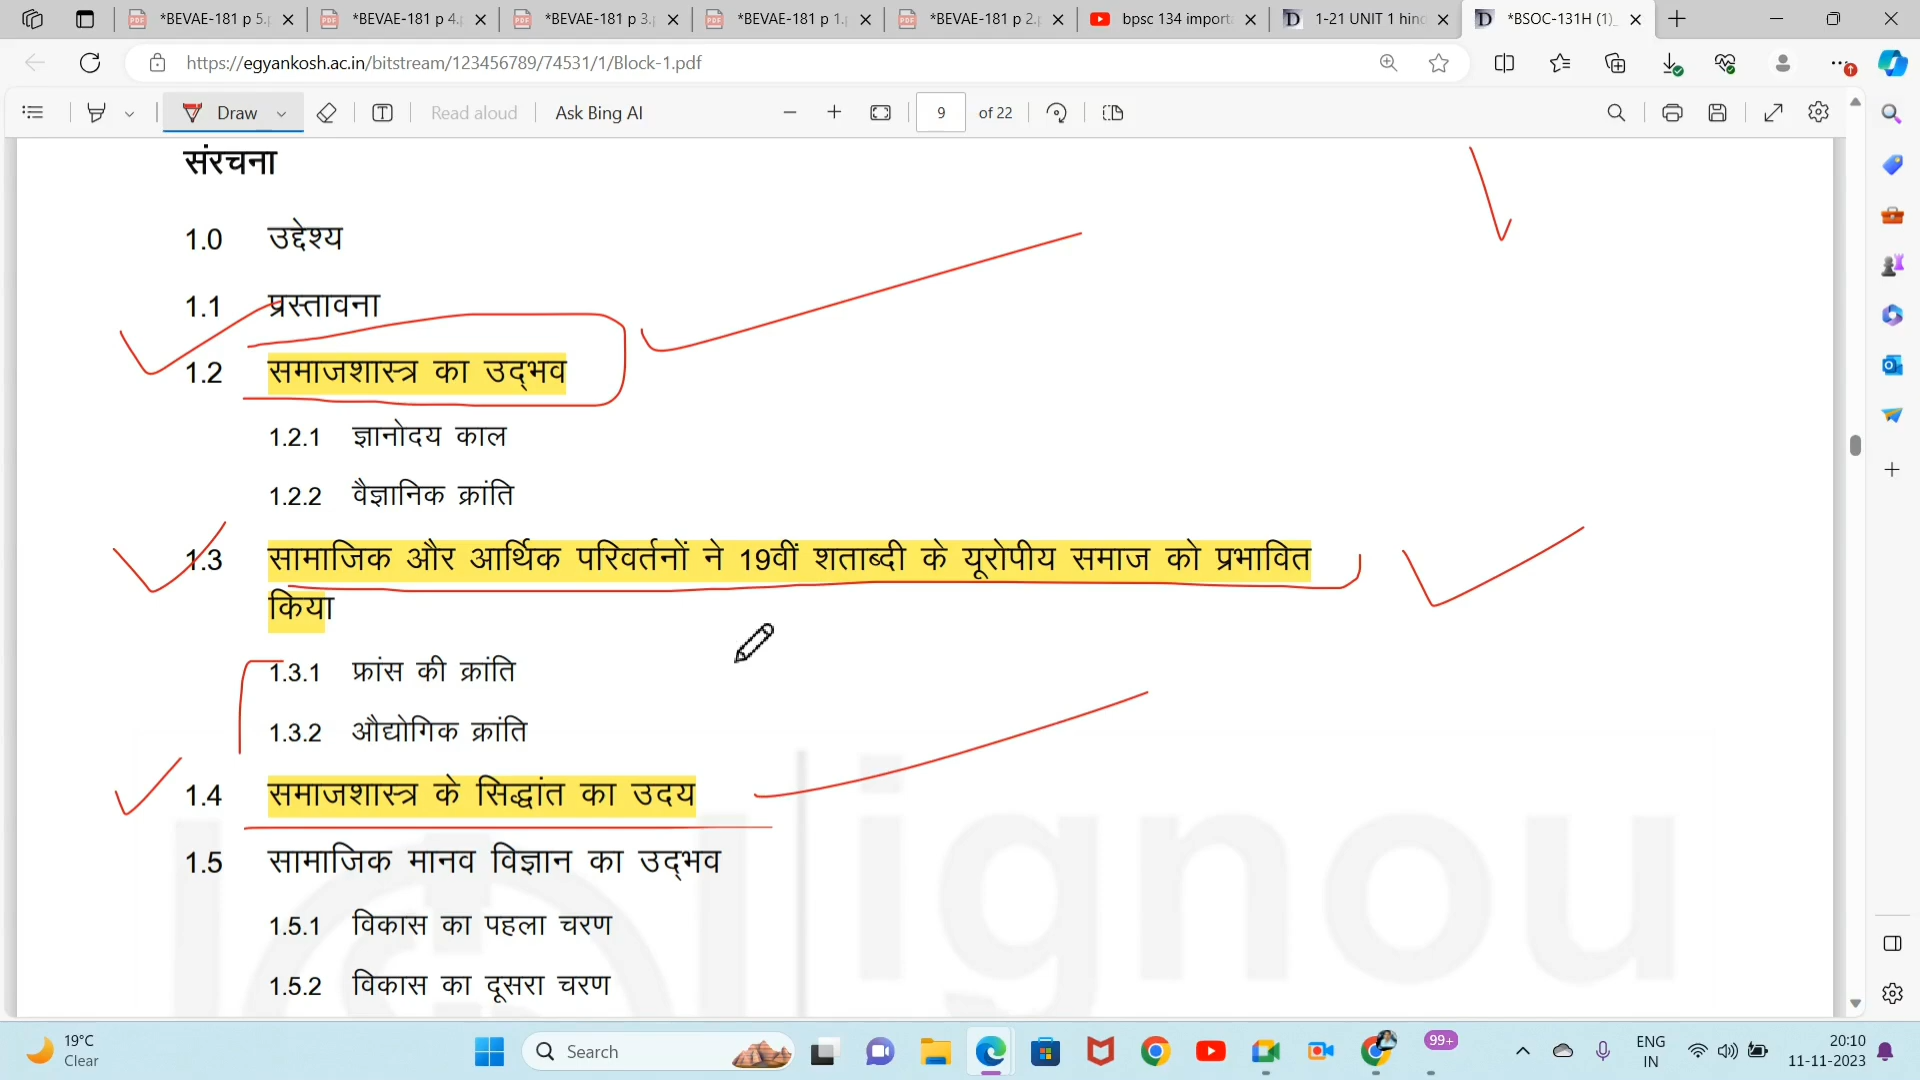 *BEVAE-181 p 5.
*BEVAE-181 p 4.
*BEVAE-181 p 3.
*BEVAE-181 p 1.
*BEVAE-181 p 2.
bpsc 134 import
1-21 UNIT 1 hin
*BSOC-131H (1)_
https://egyankosh.ac.in/bitstream/123456789/74531/1/Block-1.pdf
Draw
Read aloud
Ask Bing AI
9
of 22
संरचना
1.0 उद्देश्य
1.1 प्रस्तावना
1.2 समाजशास्त्र का उद्भव
1.2.1 ज्ञानोदय काल
1.2.2 वैज्ञानिक क्रांति
1.3 सामाजिक और आर्थिक परिवर्तनों ने 19वीं शताब्दी के यूरोपीय समाज को प्रभावित
किया
1.3.1 फ्रांस की क्रांति
1.3.2 औद्योगिक क्रांति
1.4 समाजशास्त्र के सिद्धांत का उदय
1.5 सामाजिक मानव विज्ञान का उद्भव
1.5.1 विकास का पहला चरण
1.5.2 विकास का दूसरा चरण
ignou
19°C
Clear
Search
99+
ENG
IN
20:10
11-11-2023